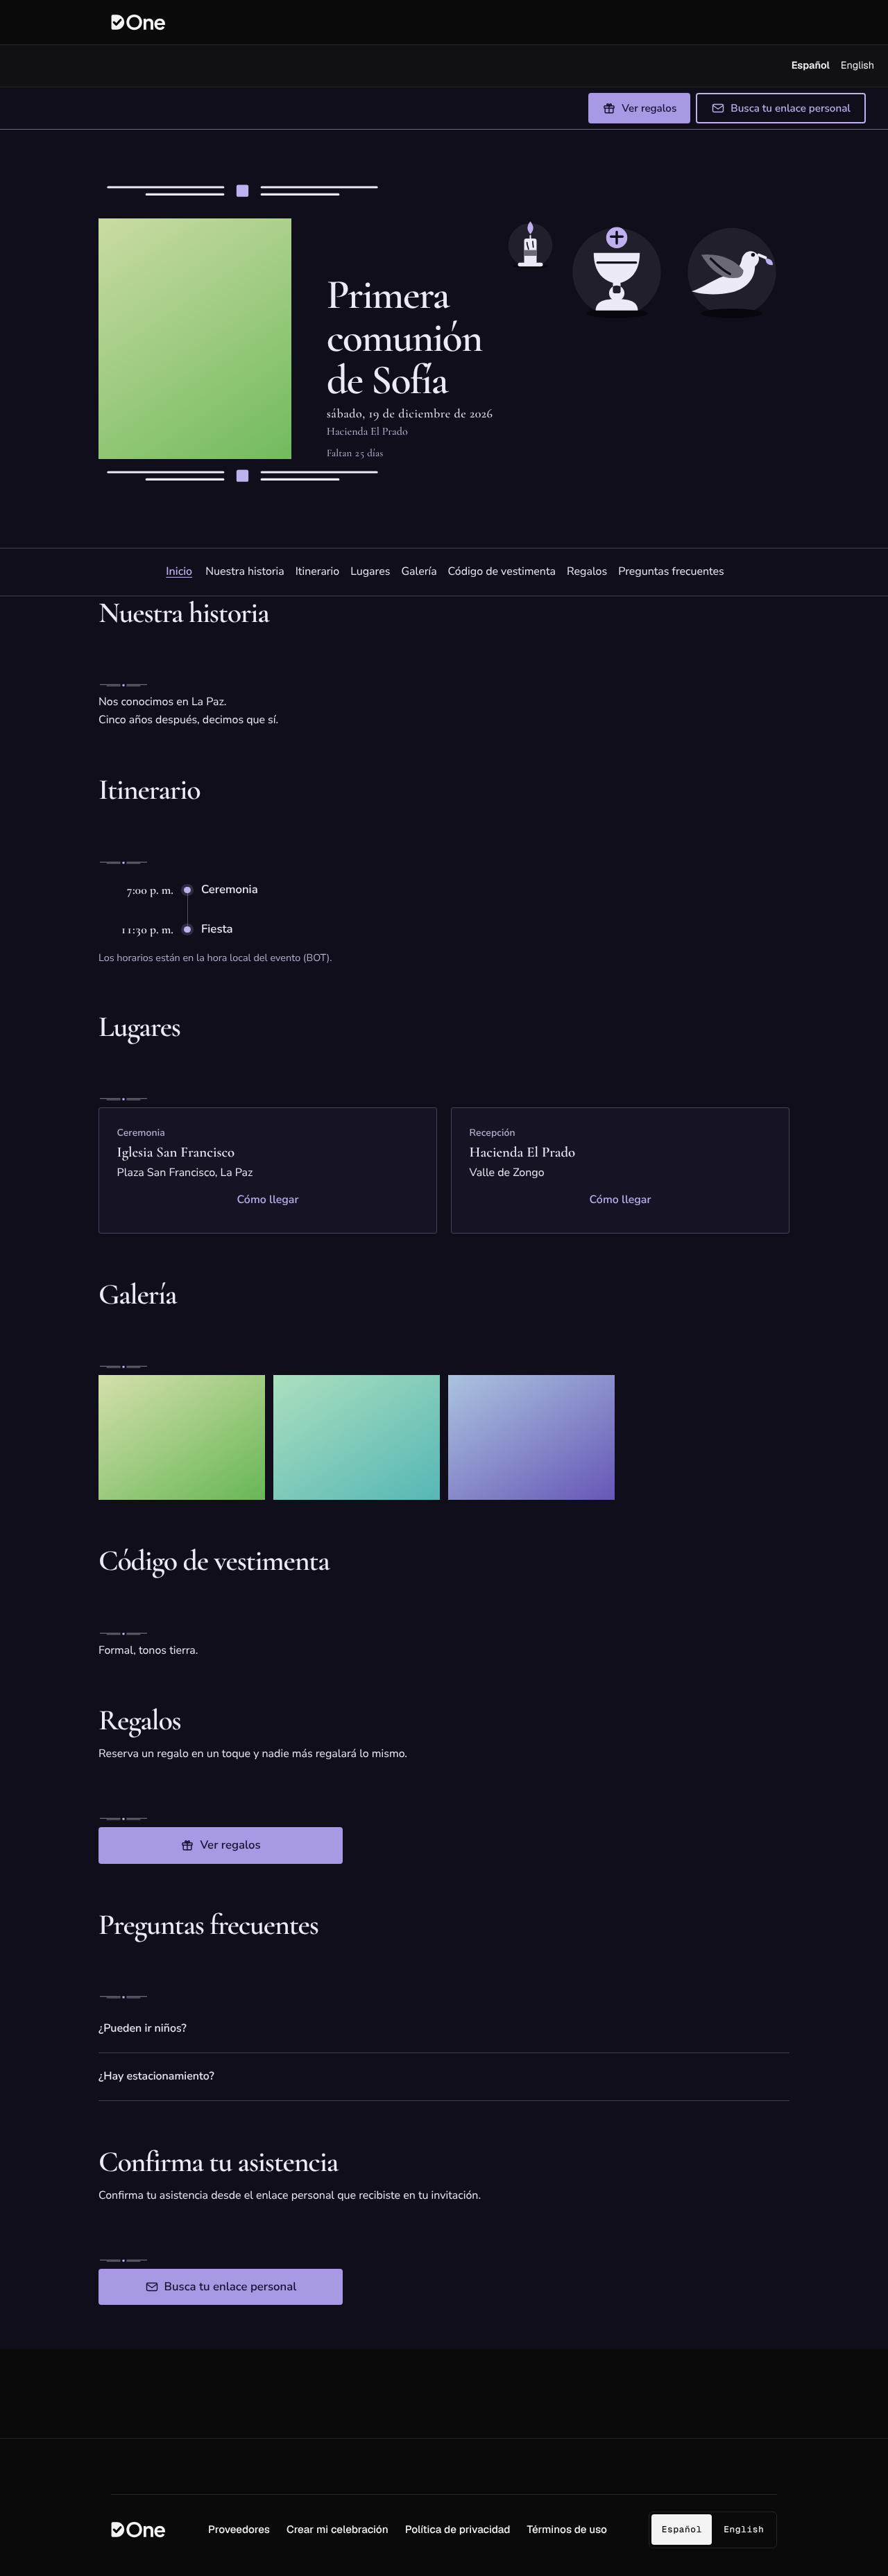 One
Español English
Ver regalos
Busca tu enlace personal
Primera
comunión
de Sofía
sábado, 19 de diciembre de 2026
Hacienda El Prado
Faltan 25 días
Inicio Nuestra historia Itinerario Lugares Galería Código de vestimenta Regalos Preguntas frecuentes
Nuestra historia
Nos conocimos en La Paz.
Cinco años después, decimos que sí.
Itinerario
7:00 p. m. Ceremonia
11:30 p. m. Fiesta
Los horarios están en la hora local del evento (BOT).
Lugares
Ceremonia
Iglesia San Francisco
Plaza San Francisco, La Paz
Cómo llegar
Recepción
Hacienda El Prado
Valle de Zongo
Cómo llegar
Galería
Código de vestimenta
Formal, tonos tierra.
Regalos
Reserva un regalo en un toque y nadie más regalará lo mismo.
Ver regalos
Preguntas frecuentes
¿Pueden ir niños?
¿Hay estacionamiento?
Confirma tu asistencia
Confirma tu asistencia desde el enlace personal que recibiste en tu invitación.
Busca tu enlace personal
One
Proveedores Crear mi celebración Política de privacidad Términos de uso
Español English